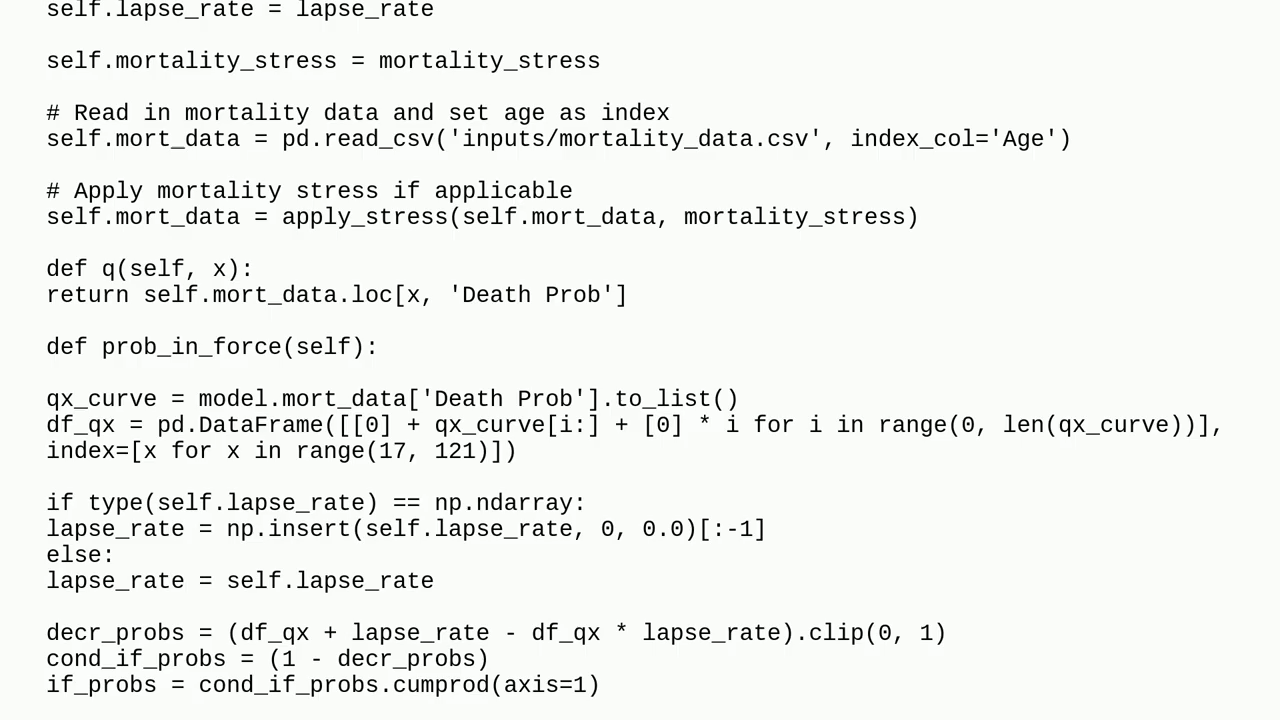 self.lapse_rate = lapse_rate
self.mortality_stress = mortality_stress
# Read in mortality data and set age as index
self.mort_data = pd.read_csv('inputs/mortality_data.csv', index_col='Age')
# Apply mortality stress if applicable
self.mort_data = apply_stress(self.mort_data, mortality_stress)
def q(self, x):
return self.mort_data.loc[x, 'Death Prob']
def prob_in_force(self):
qx_curve = model.mort_data['Death Prob'].to_list()
df_qx = pd.DataFrame([[0] + qx_curve[i:] + [0] * i for i in range(0, len(qx_curve))],
index=[x for x in range(17, 121)])
if type(self.lapse_rate) == np.ndarray:
lapse_rate = np.insert(self.lapse_rate, 0, 0.0)[:-1]
else:
lapse_rate = self.lapse_rate
decr_probs = (df_qx + lapse_rate - df_qx * lapse_rate).clip(0, 1)
cond_if_probs = (1 - decr_probs)
if_probs = cond_if_probs.cumprod(axis=1)